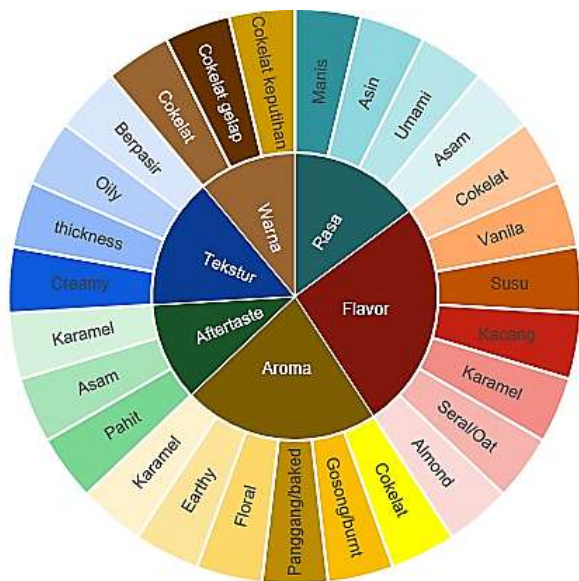 Warna
Rasa
Flavor
Aroma
Aftertaste
Tekstur
Manis
Asin
Umami
Asam
Cokelat
Vanila
Susu
Kacang
Karamel
Seral/Oat
Almond
Cokelat
Gosong/burnt
Panggang/baked
Floral
Earthy
Karamel
Pahit
Asam
Karamel
Creamy
thickness
Oily
Berpasir
Cokelat
Cokelat gelap
Cokelat keputihan